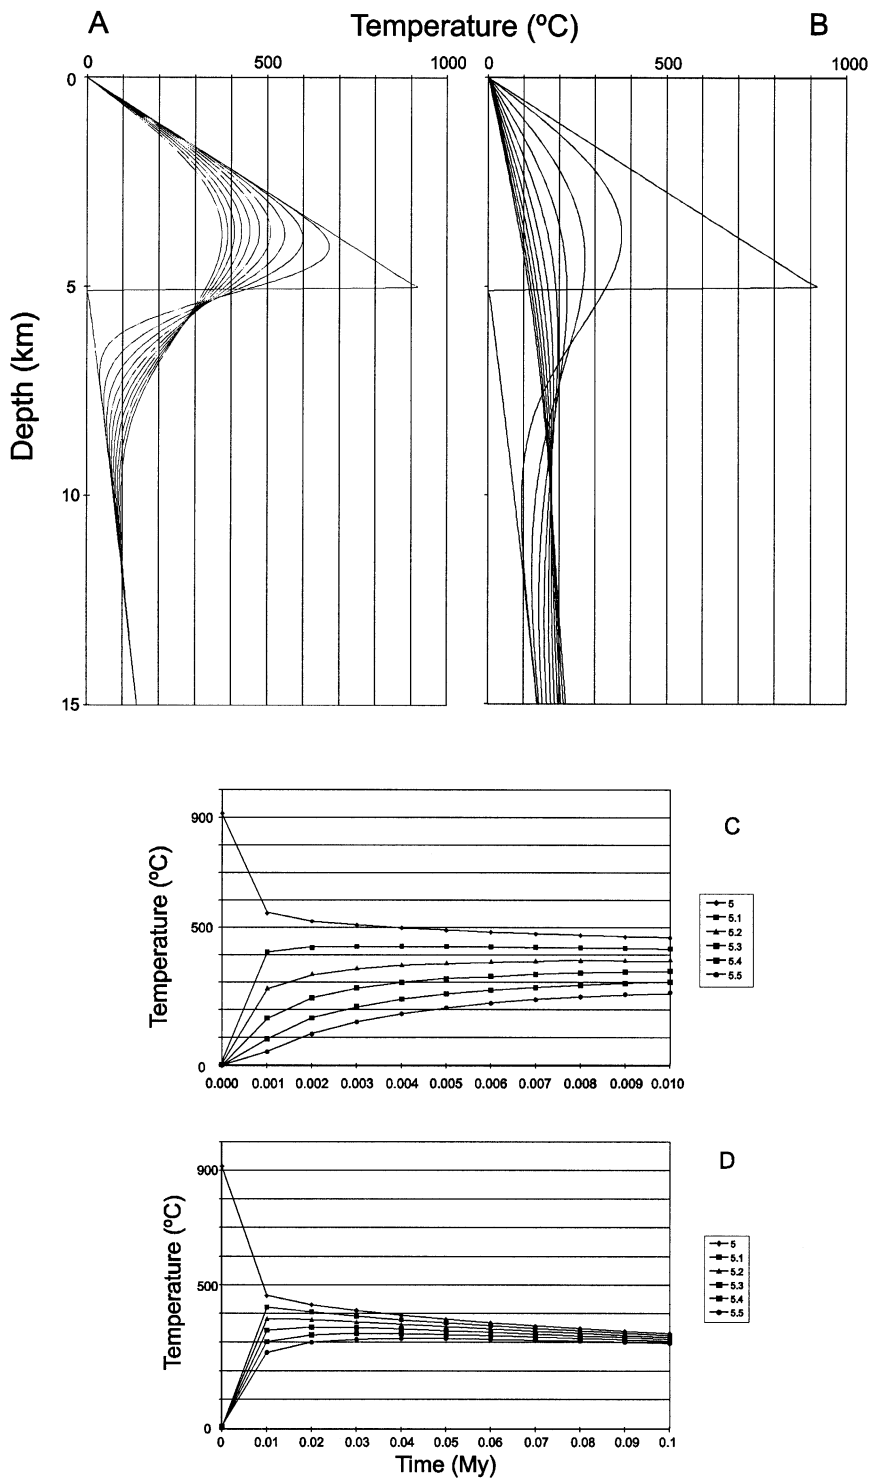 A Temperature (ºC) B
0 500 1000 0 500 1000
0
5
10
15
Depth (km)
C
Temperature (ºC)
900
500
0
0.000 0.001 0.002 0.003 0.004 0.005 0.006 0.007 0.008 0.009 0.010
5
5.1
5.2
5.3
5.4
5.5
D
Temperature (ºC)
900
500
0
0 0.01 0.02 0.03 0.04 0.05 0.06 0.07 0.08 0.09 0.1
Time (My)
5
5.1
5.2
5.3
5.4
5.5